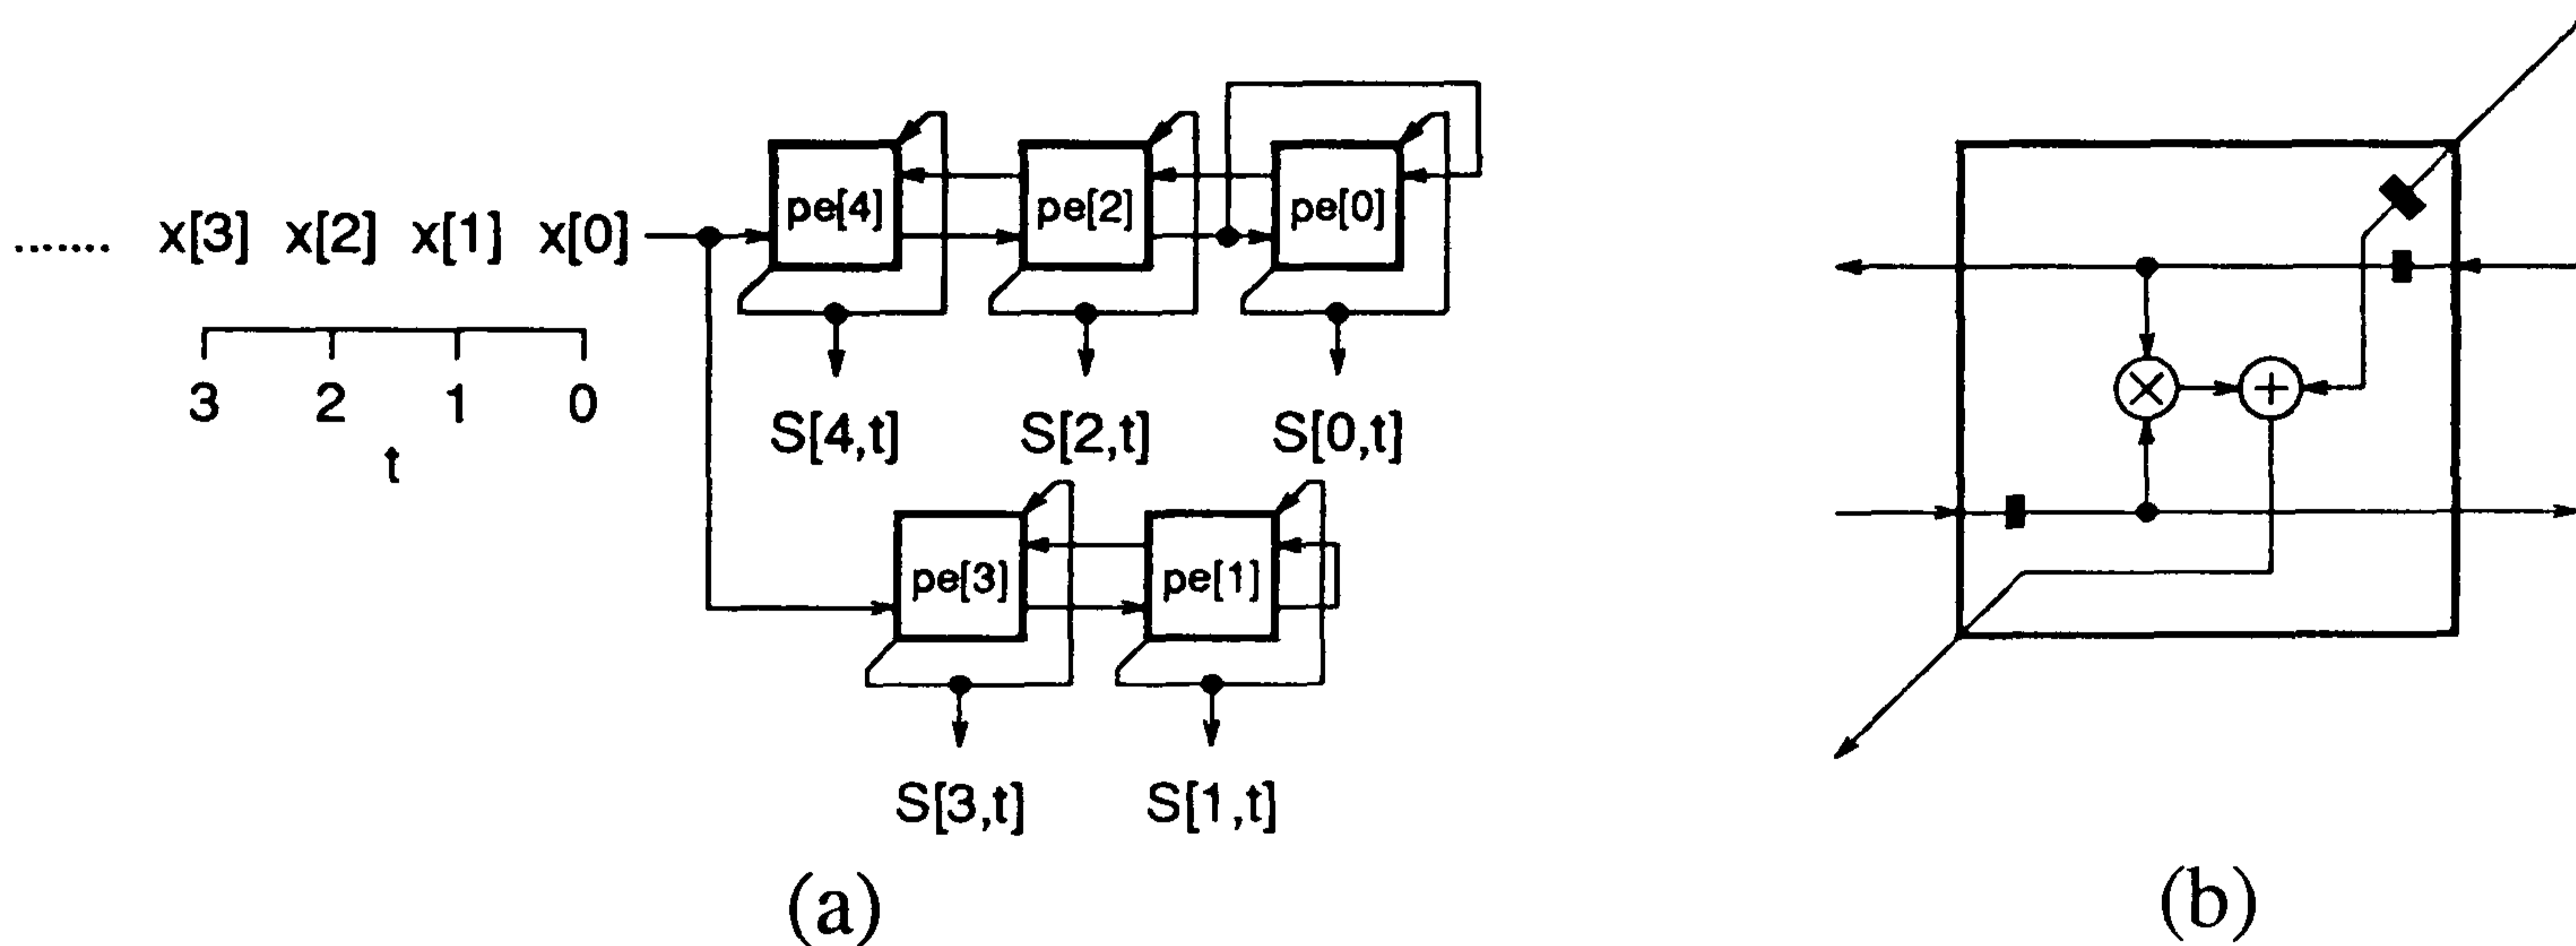 pe[4] pe[2] pe[0]
....... x[3] x[2] x[1] x[0]
3 2 1 0
t
S[4,t] S[2,t] S[0,t]
pe[3] pe[1]
S[3,t] S[1,t]
(a) (b)